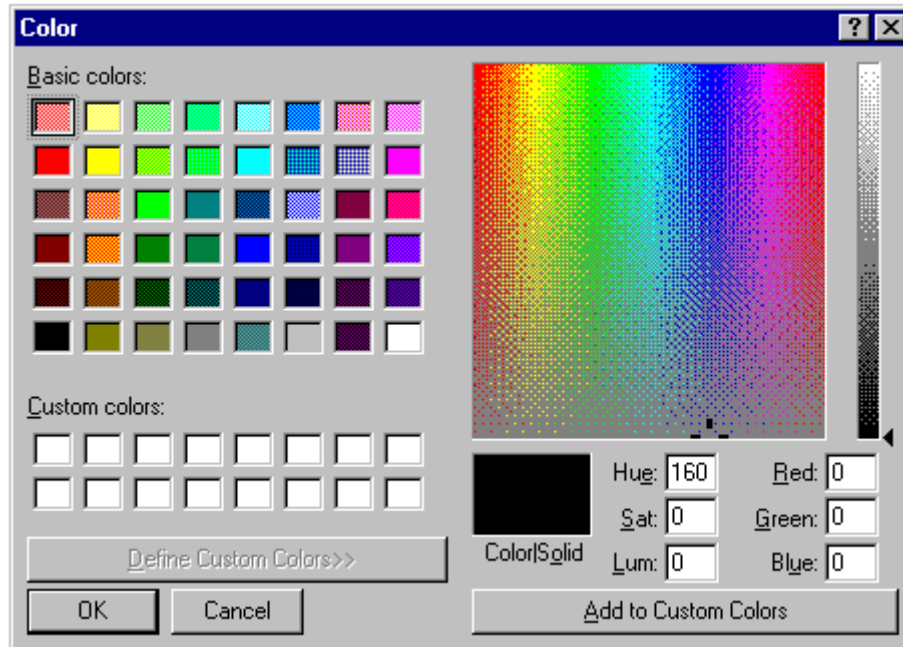 Color
Basic colors:
Custom colors:
Define Custom Colors>>
OK Cancel
Color|Solid
Hue: 160 Red: 0
Sat: 0 Green: 0
Lum: 0 Blue: 0
Add to Custom Colors